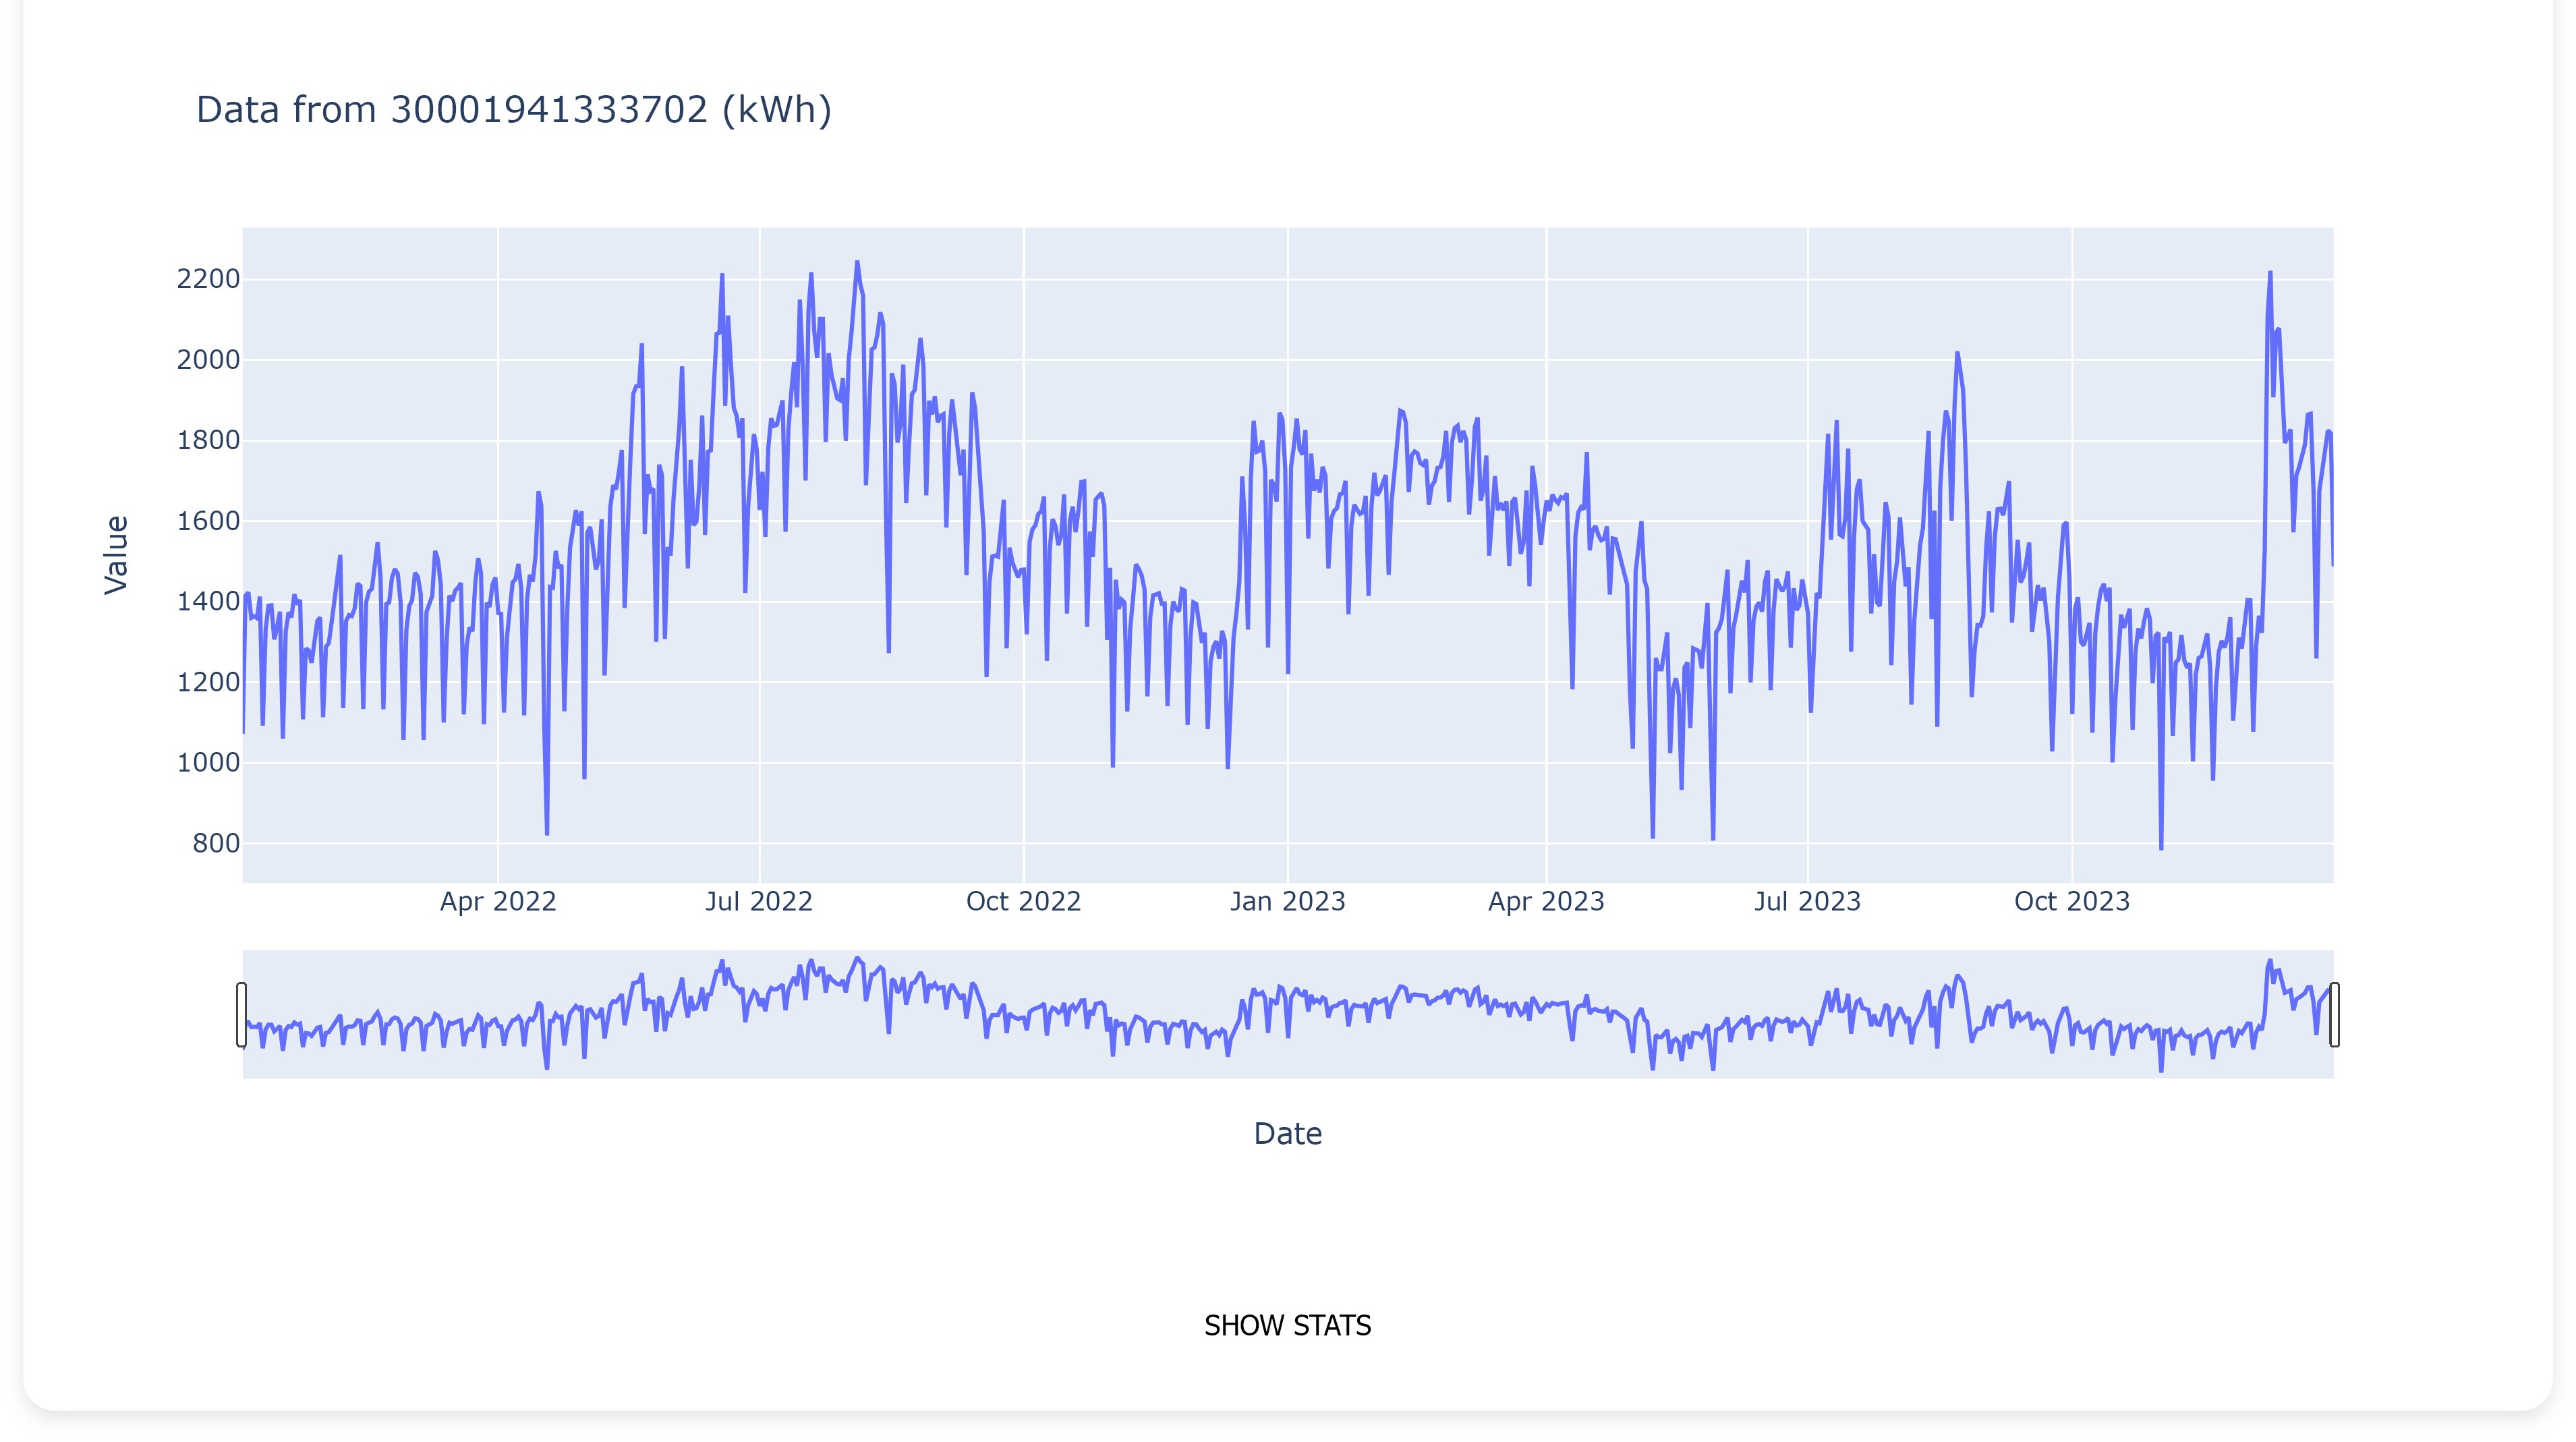 Data from 30001941333702 (kWh)
2200
2000
1800
1600
1400
1200
1000
800
Value
Apr 2022
Jul 2022
Oct 2022
Jan 2023
Apr 2023
Jul 2023
Oct 2023
Date
SHOW STATS